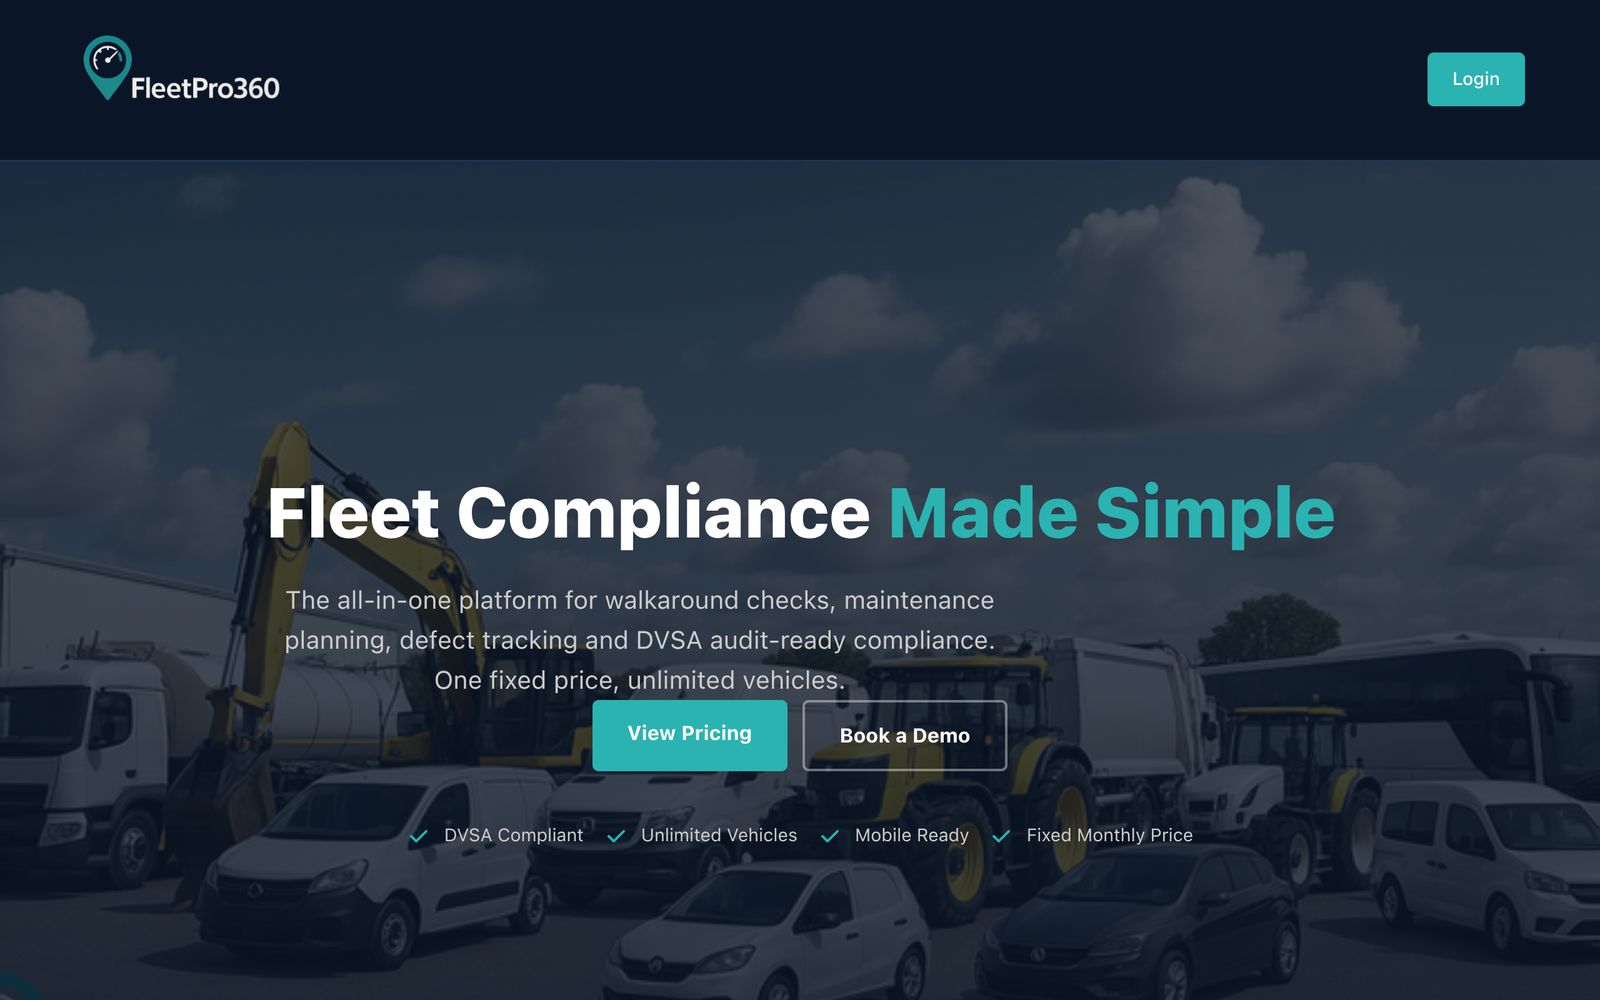 FleetPro360
Login
Fleet Compliance Made Simple
The all-in-one platform for walkaround checks, maintenance
planning, defect tracking and DVSA audit-ready compliance.
One fixed price, unlimited vehicles.
View Pricing
Book a Demo
DVSA Compliant
Unlimited Vehicles
Mobile Ready
Fixed Monthly Price